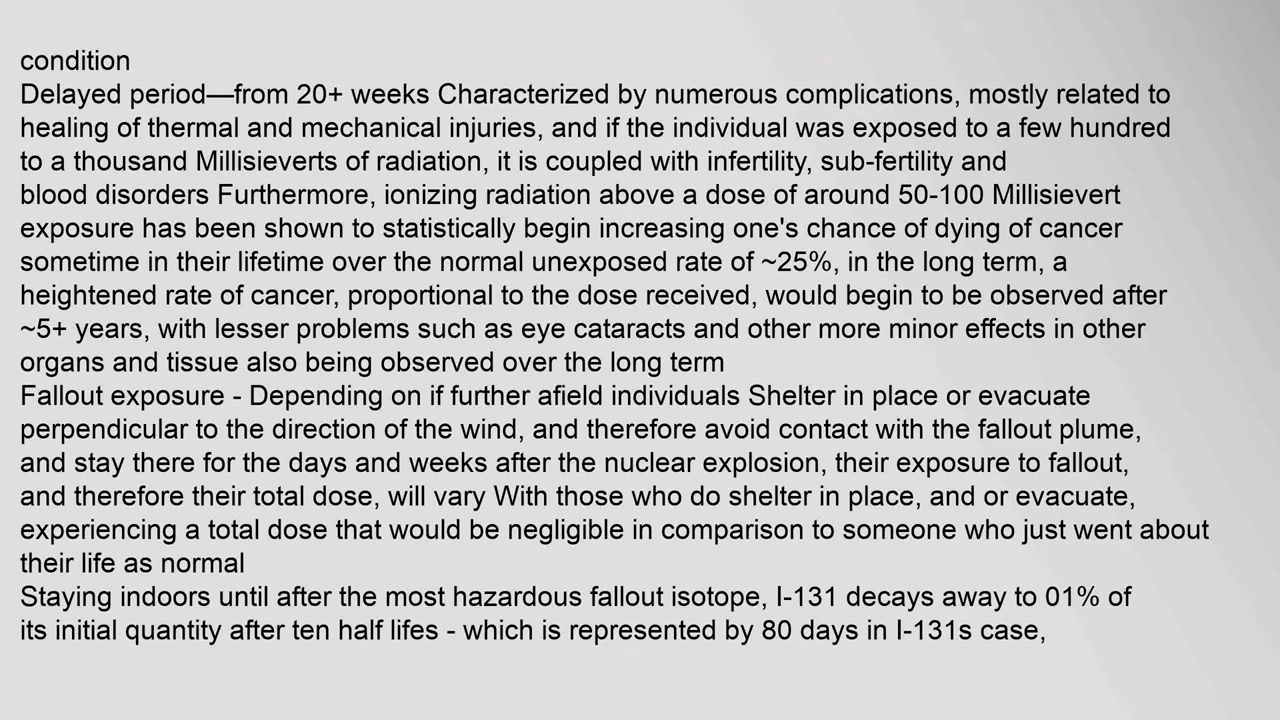 condition
Delayed period—from 20+ weeks Characterized by numerous complications, mostly related to
healing of thermal and mechanical injuries, and if the individual was exposed to a few hundred
to a thousand Millisieverts of radiation, it is coupled with infertility, sub-fertility and
blood disorders Furthermore, ionizing radiation above a dose of around 50-100 Millisievert
exposure has been shown to statistically begin increasing one's chance of dying of cancer
sometime in their lifetime over the normal unexposed rate of ~25%, in the long term, a
heightened rate of cancer, proportional to the dose received, would begin to be observed after
~5+ years, with lesser problems such as eye cataracts and other more minor effects in other
organs and tissue also being observed over the long term
Fallout exposure - Depending on if further afield individuals Shelter in place or evacuate
perpendicular to the direction of the wind, and therefore avoid contact with the fallout plume,
and stay there for the days and weeks after the nuclear explosion, their exposure to fallout,
and therefore their total dose, will vary With those who do shelter in place, and or evacuate,
experiencing a total dose that would be negligible in comparison to someone who just went about
their life as normal
Staying indoors until after the most hazardous fallout isotope, I-131 decays away to 01% of
its initial quantity after ten half lifes - which is represented by 80 days in I-131s case,